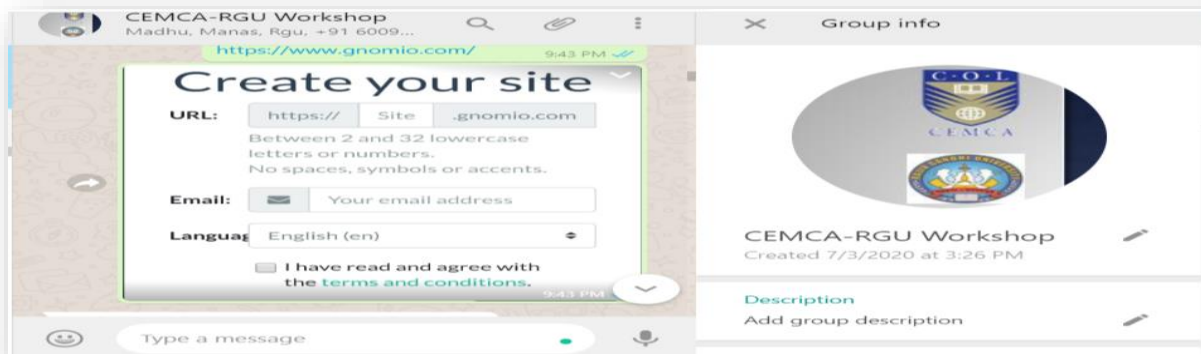 CEMCA-RGU Workshop
Madhu, Manas, Rgu, +91 6009...
https://www.gnomio.com/
9:43 PM
Create your site
URL: https:// Site .gnomio.com
Between 2 and 32 lowercase
letters or numbers.
No spaces, symbols or accents.
Email: Your email address
Languag English (en)
I have read and agree with
the terms and conditions.
9:43 PM
Type a message
Group info
C·O·L
CEMCA
CEMCA-RGU Workshop
Created 7/3/2020 at 3:26 PM
Description
Add group description